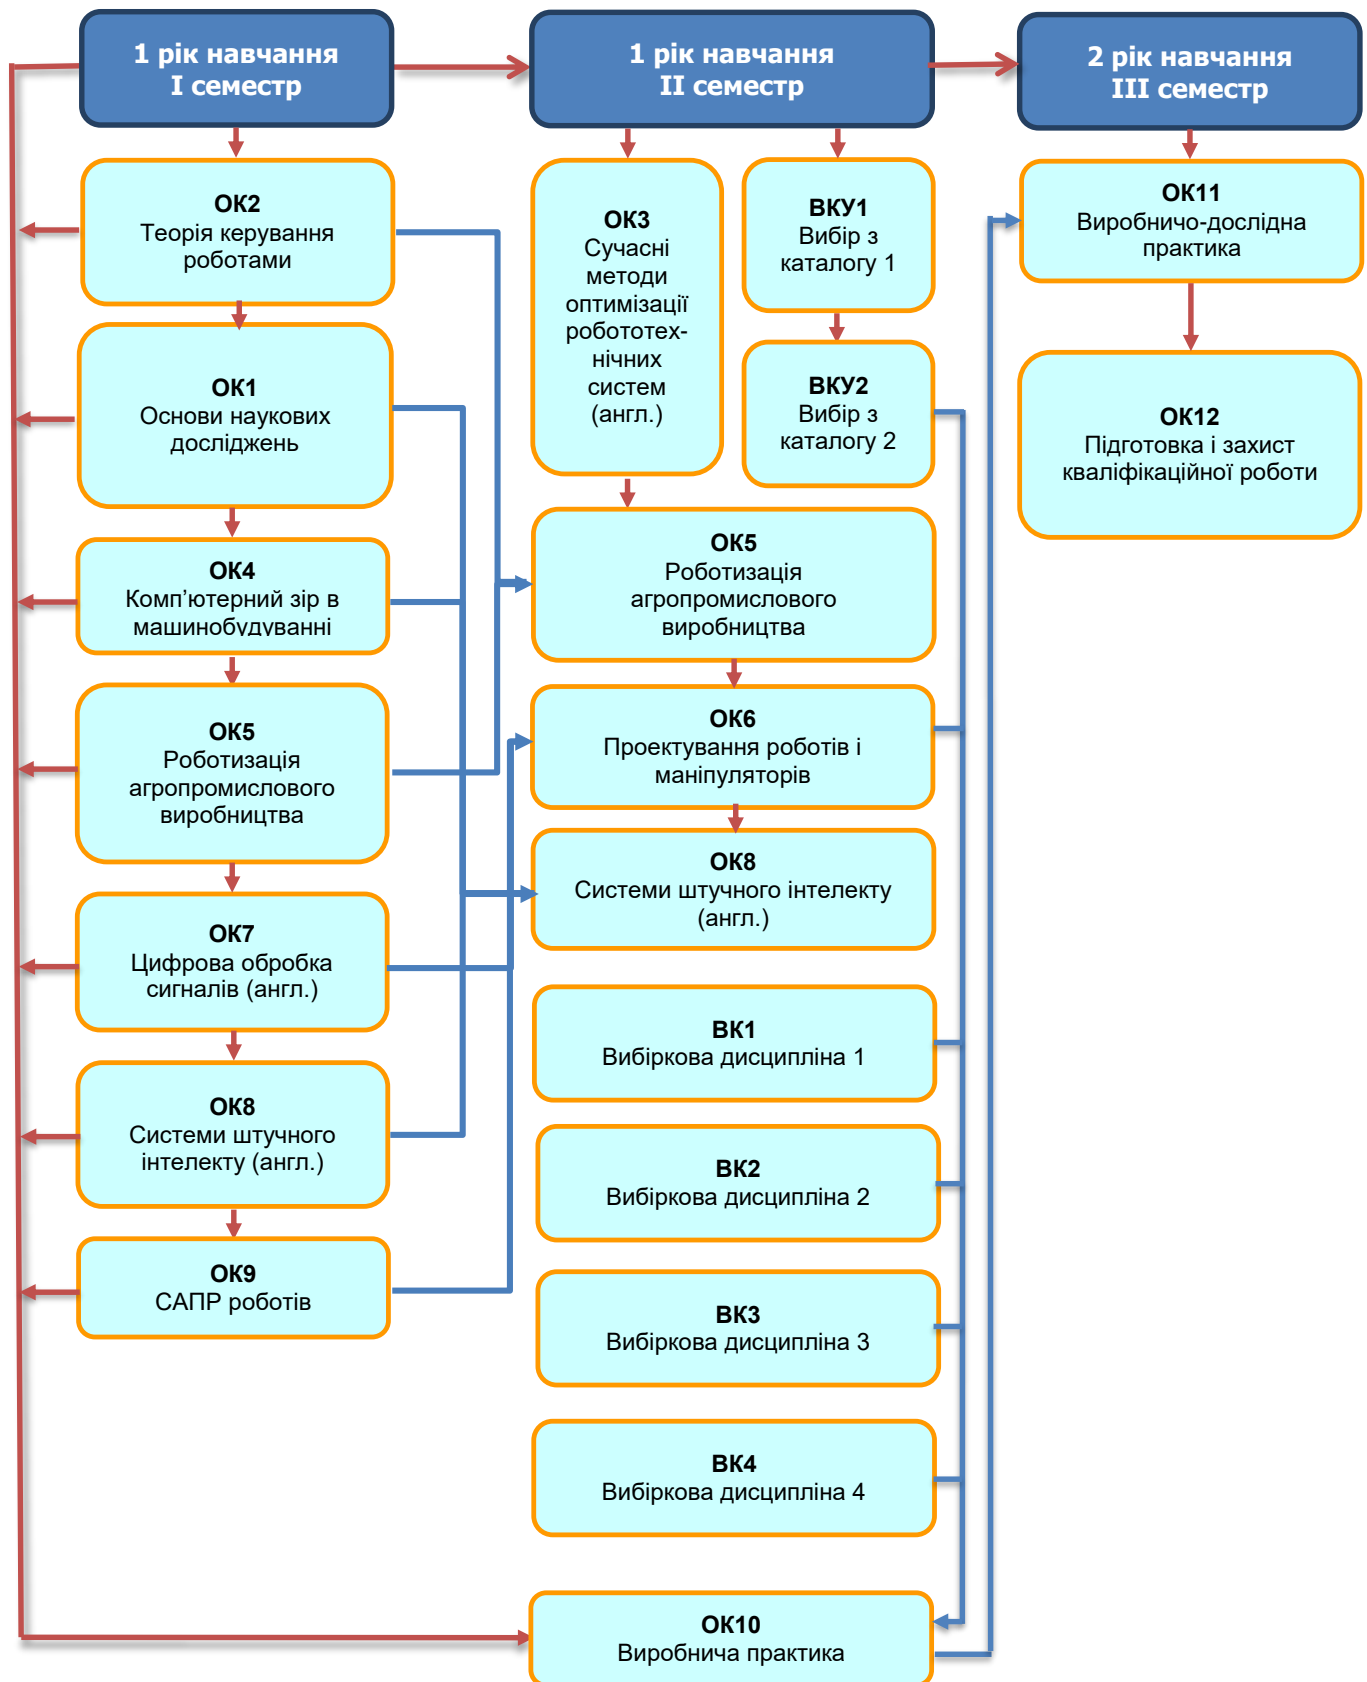 1 рік навчання
I семестр
1 рік навчання
II семестр
2 рік навчання
III семестр
ОК2
Теорія керування
роботами
ОК1
Основи наукових
досліджень
ОК4
Комп’ютерний зір в
машинобудуванні
ОК5
Роботизація
агропромислового
виробництва
ОК7
Цифрова обробка
сигналів (англ.)
ОК8
Системи штучного
інтелекту (англ.)
ОК9
САПР роботів
ОК3
Сучасні
методи
оптимізації
робототех-
нічних
систем
(англ.)
ВКУ1
Вибір з
каталогу 1
ВКУ2
Вибір з
каталогу 2
ОК5
Роботизація
агропромислового
виробництва
ОК6
Проектування роботів і
маніпуляторів
ОК8
Системи штучного інтелекту
(англ.)
ВК1
Вибіркова дисципліна 1
ВК2
Вибіркова дисципліна 2
ВК3
Вибіркова дисципліна 3
ВК4
Вибіркова дисципліна 4
ОК10
Виробнича практика
ОК11
Виробничо-дослідна
практика
ОК12
Підготовка і захист
кваліфікаційної роботи